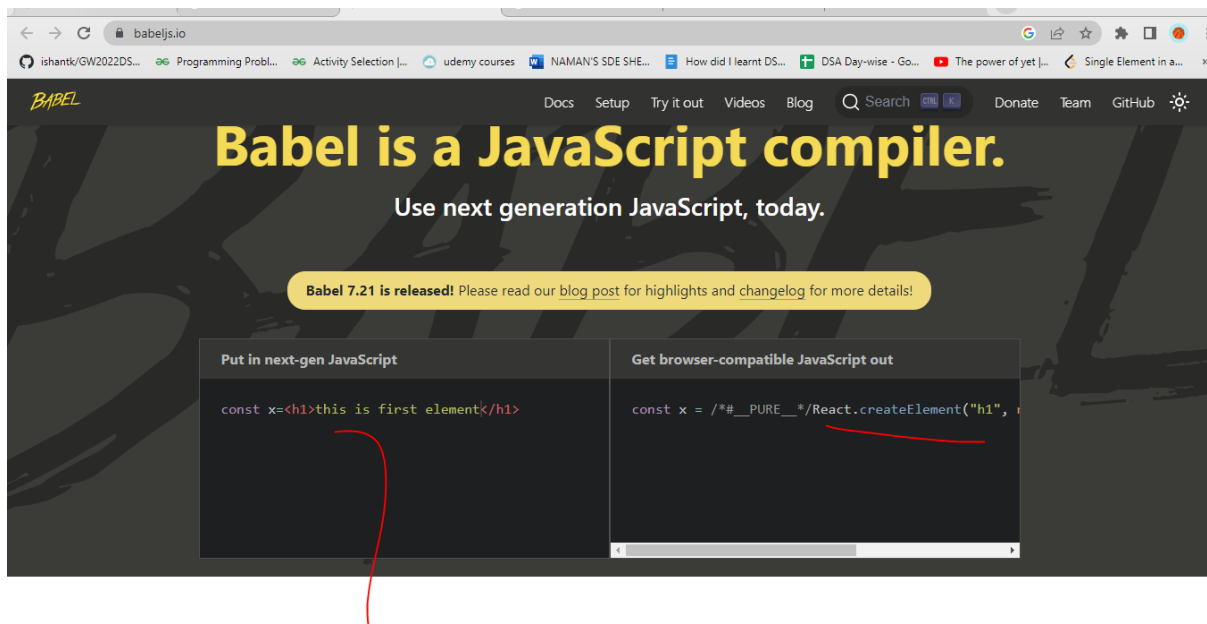 babeljs.io
ishantk/GW2022DS... Programming Probl... Activity Selection |... udemy courses NAMAN'S SDE SHE... How did I learnt DS... DSA Day-wise - Go... The power of yet |... Single Element in a...
BABEL Docs Setup Try it out Videos Blog Search CTRL K Donate Team GitHub
Babel is a JavaScript compiler.
Use next generation JavaScript, today.
Babel 7.21 is released! Please read our blog post for highlights and changelog for more details!
Put in next-gen JavaScript Get browser-compatible JavaScript out
const x=<h1>this is first element</h1> const x = /*#__PURE__*/React.createElement("h1",